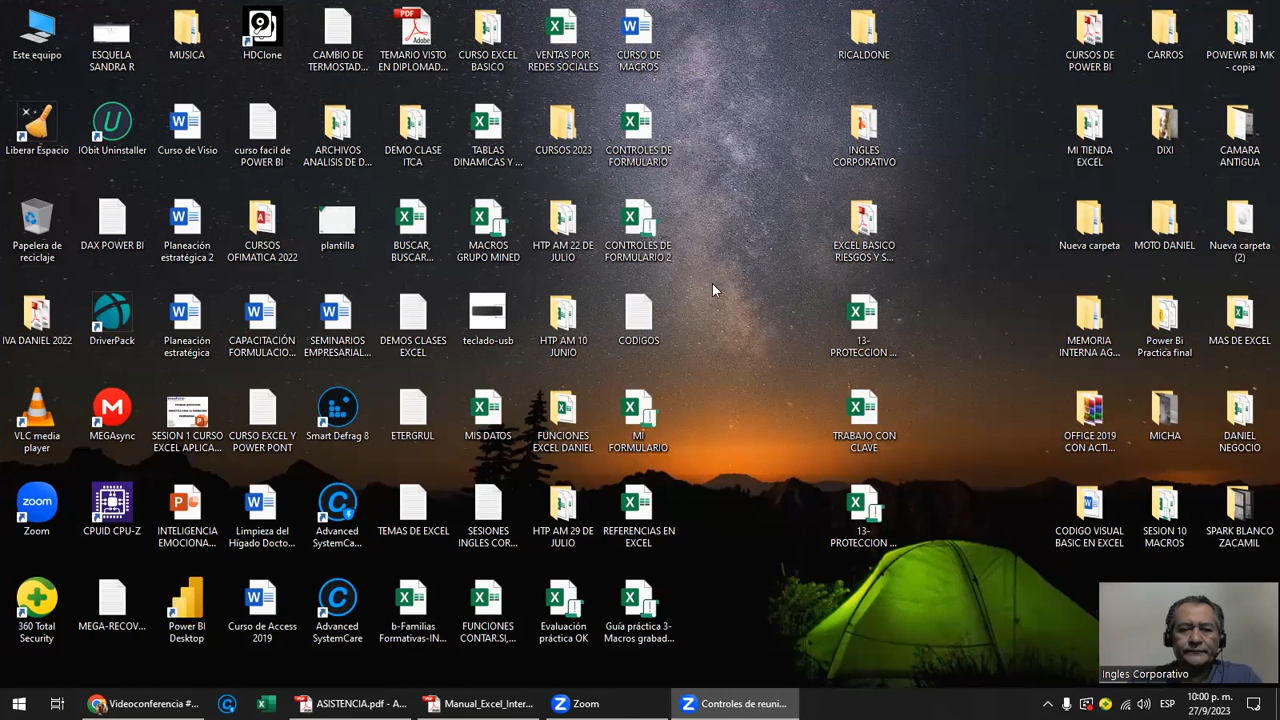 Este equipo
ESQUELA
SANDRA R
MUSICA
HDClone
CAMBIO DE
TERMOSTAD...
TEMARIO VISTO
EN DIPLOMAD...
CURSO EXCEL
BASICO
VENTAS POR
REDES SOCIALES
CURSO DE
MACROS
RICALDONE
CURSOS DE
POWER BI
CARROS
POWEWR BI MK
- copia
Liberar Espacio
IObit Uninstaller
Curso de Visio
curso facil de
POWER BI
ARCHIVOS
ANALISIS DE D...
DEMO CLASE
ITCA
TABLAS
DINAMICAS Y ...
CURSOS 2023
CONTROLES DE
FORMULARIO
INGLES
CORPORATIVO
MI TIENDA
EXCEL
DIXI
CAMARA
ANTIGUA
Papelera de
reciclaje
DAX POWER BI
Planeación
estratégica 2
CURSOS
OFIMATICA 2022
plantilla
BUSCAR,
BUSCAR...
MACROS
GRUPO MINED
HTP AM 22 DE
JULIO
CONTROLES DE
FORMULARIO 2
EXCEL BASICO
RIESGOS Y S...
Nueva carpeta
MOTO DANIEL
Nueva carpeta
(2)
IVA DANIEL 2022
DriverPack
Planeación
estratégica
CAPACITACIÓN
FORMULACIO...
SEMINARIOS
EMPRESARIAL...
DEMOS CLASES
EXCEL
teclado-usb
HTP AM 10
JUNIO
CODIGOS
13-
PROTECCION ...
MEMORIA
INTERNA AG...
Power Bi
Practica final
MAS DE EXCEL
VLC media
player
MEGAsync
SESION 1 CURSO
EXCEL APLICA...
CURSO EXCEL Y
POWER PONT
Smart Defrag 8
ETERGRUL
MIS DATOS
FUNCIONES
EXCEL DANIEL
MI
FORMULARIO
TRABAJO CON
CLAVE
OFFICE 2019
CON ACTI...
MICHA
DANIEL
NEGOCIO
zoom
Zoom
CPUID CPU-Z
INTELIGENCIA
EMOCIONA...
Limpieza del
Hígado Docto...
Advanced
SystemCa...
TEMAS DE EXCEL
SESIONES
INGLES COR...
HTP AM 29 DE
JULIO
REFERENCIAS EN
EXCEL
13-
PROTECCION ...
CODIGO VISUAL
BASIC EN EXCEL
SESION 10
MACROS
SPARK BLANCO
ZACAMIL
360 Total
Security
MEGA-RECOV...
Power BI
Desktop
Curso de Access
2019
Advanced
SystemCare
b-Familias
Formativas-IN...
FUNCIONES
CONTAR.SI,...
Evaluación
práctica OK
Guía práctica 3-
Macros grabad...
Ingles Corporativo
Videoconferencia #...
ASISTENCIA.pdf - A...
Manual_Excel_Inter...
Zoom
Controles de reuni...
ESP
10:00 p. m.
27/9/2023